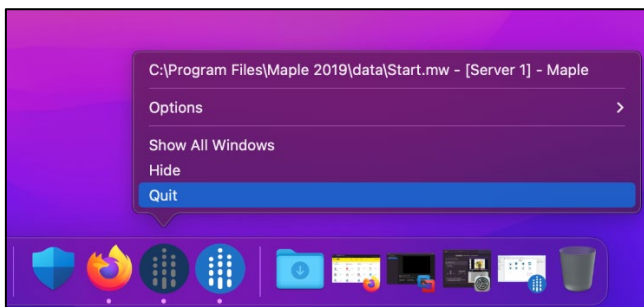 C:\Program Files\Maple 2019\data\Start.mw - [Server 1] - Maple
Options
Show All Windows
Hide
Quit